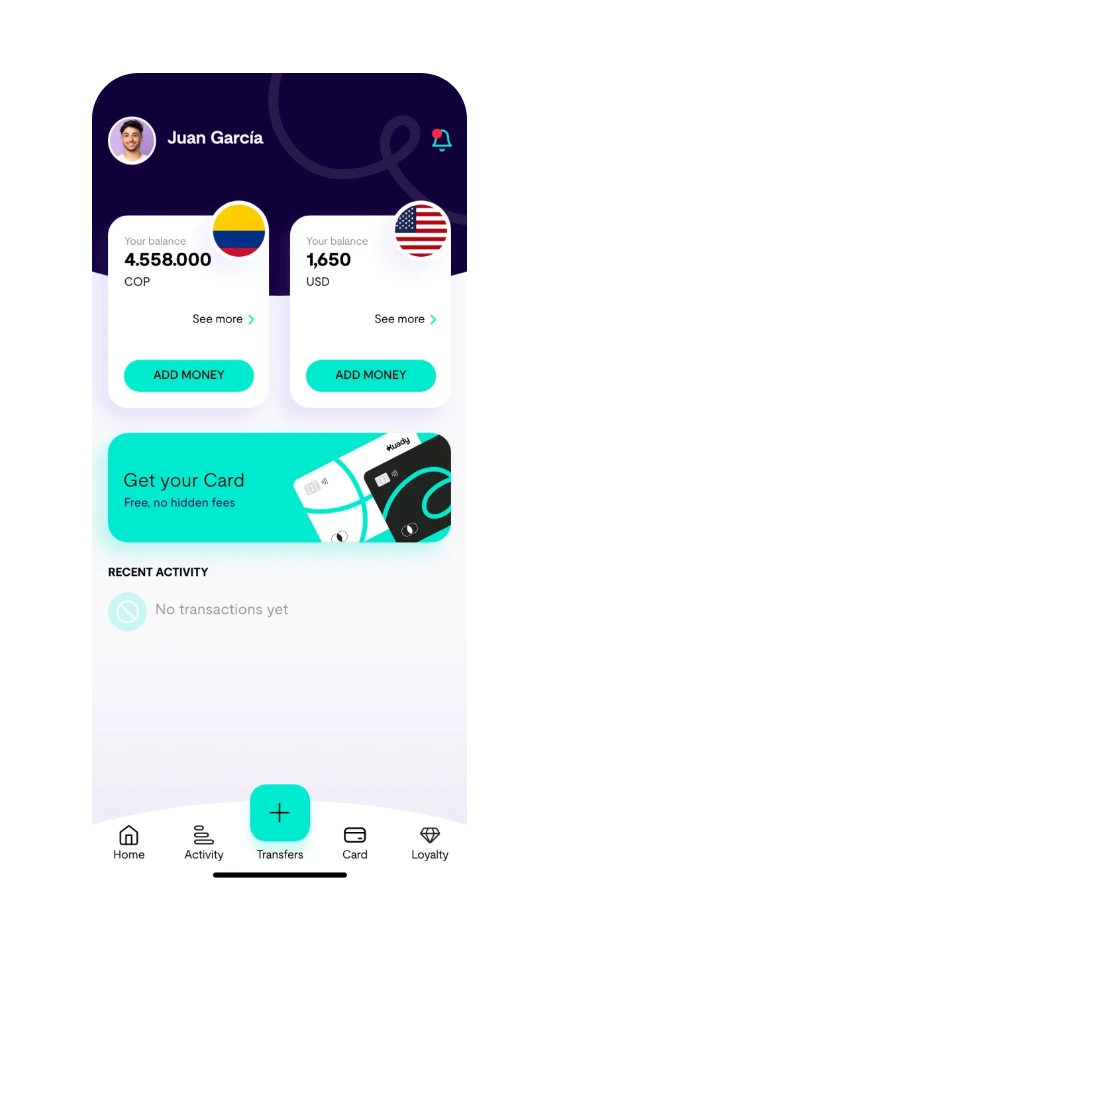 Juan García
Your balance
4.558.000
COP
See more
ADD MONEY
Your balance
1,650
USD
See more
ADD MONEY
Get your Card
Free, no hidden fees
Kuady
RECENT ACTIVITY
No transactions yet
Home
Activity
Transfers
Card
Loyalty